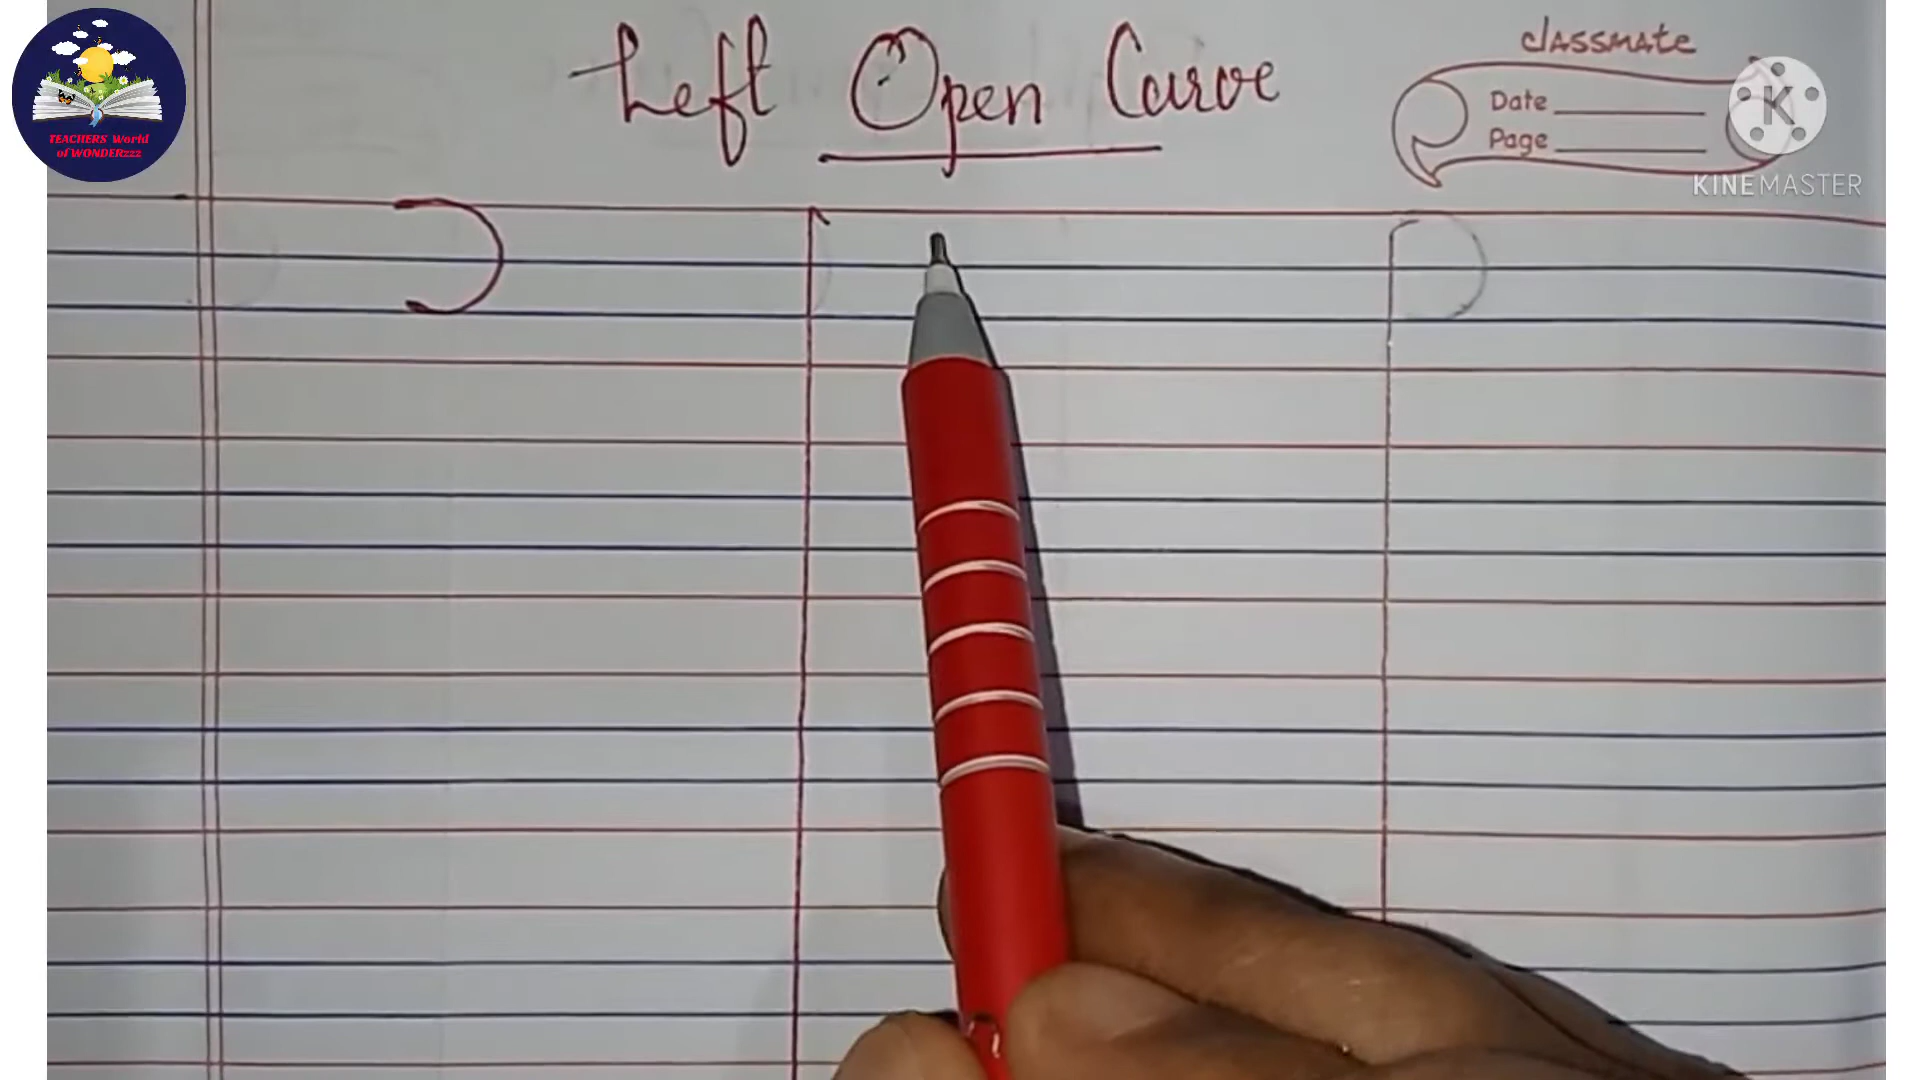 TEACHERS World
of WONDERzzz
Left Open Curve
classmate
Date
Page
K
KINEMASTER